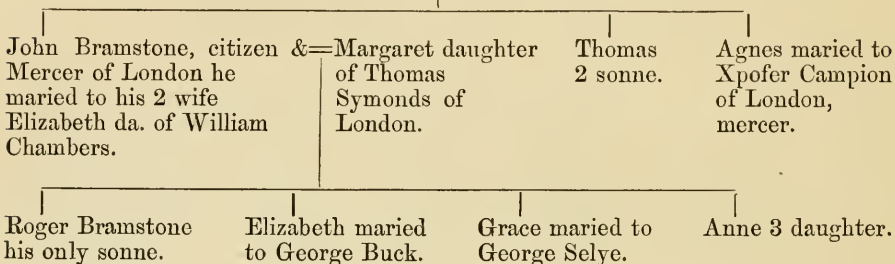 John Bramstone, citizen &=Margaret daughter
Mercer of London he
maried to his 2 wife
Elizabeth da. of William
Chambers.
of Thomas
Symonds of
London.
Thomas
2 sonne.
Agnes maried to
Xpofer Campion
of London,
mercer.
Roger Bramstone
his only sonne.
Elizabeth maried
to George Buck.
Grace maried to
George Selye.
Anne 3 daughter.